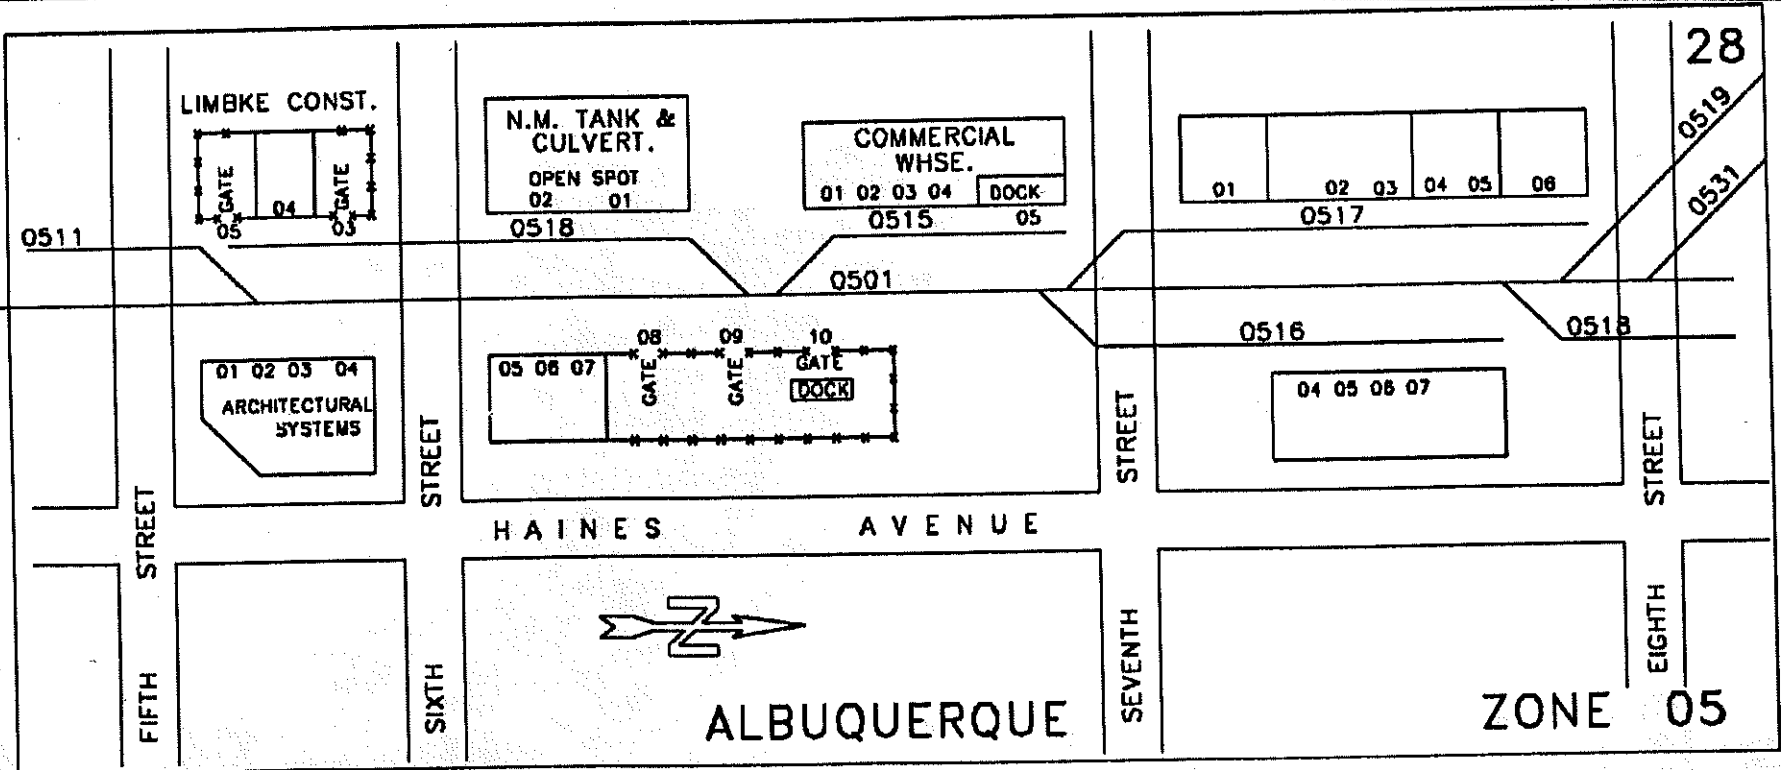 28
LIMBKE CONST.
GATE
GATE
04
05
03
N.M. TANK &
CULVERT.
OPEN SPOT
02 01
COMMERCIAL
WHSE.
01 02 03 04
DOCK
05
01
02 03
04 05
06
0519
0531
0511
0518
0515
0517
0501
0516
0518
01 02 03 04
ARCHITECTURAL
SYSTEMS
05 06 07
08 09 10
GATE
GATE
GATE
DOCK
04 05 06 07
HAINES AVENUE
FIFTH STREET
SIXTH STREET
SEVENTH STREET
EIGHTH STREET
N
ALBUQUERQUE
ZONE 05